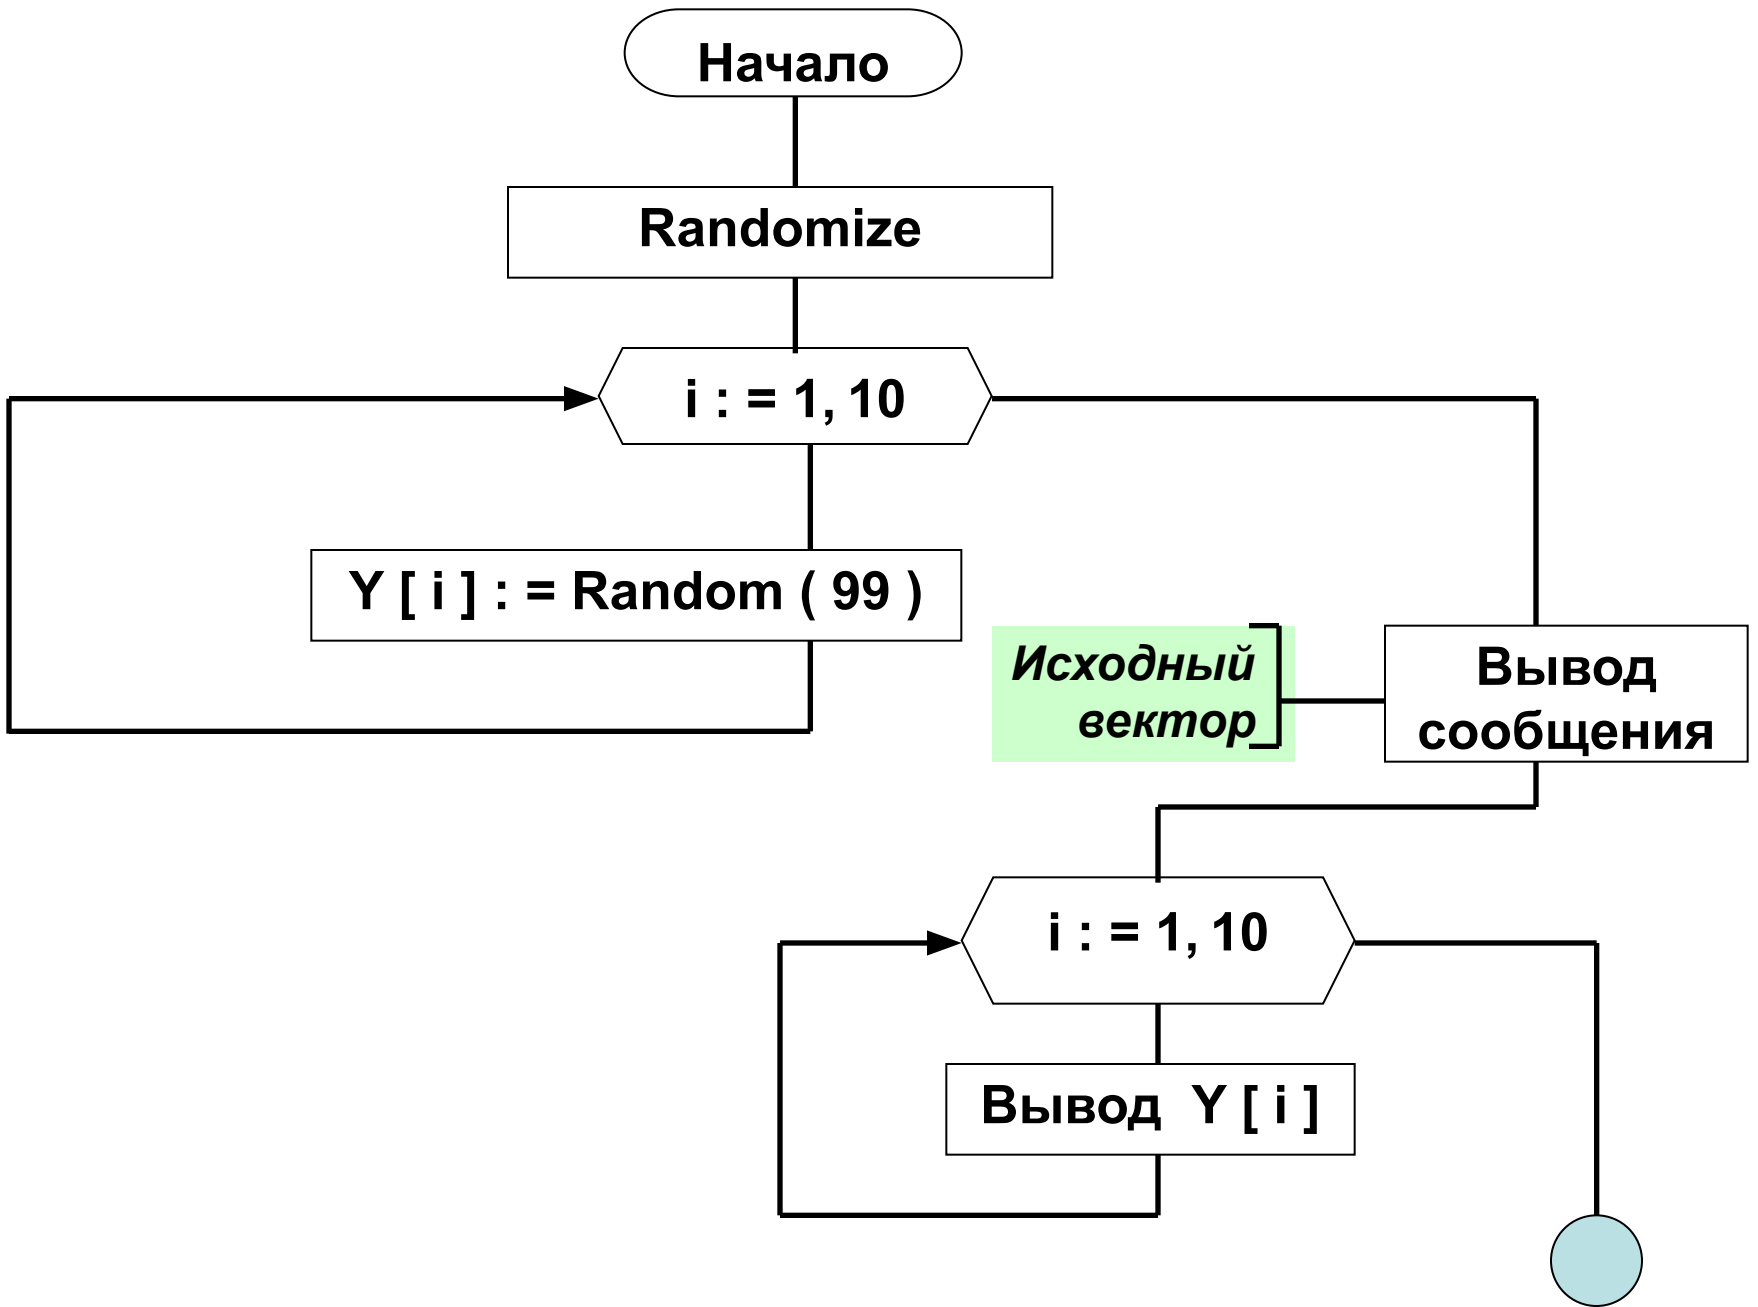 Начало
Randomize
i : = 1, 10
Y [ i ] : = Random ( 99 )
Исходный
вектор
Вывод
сообщения
i : = 1, 10
Вывод Y [ i ]